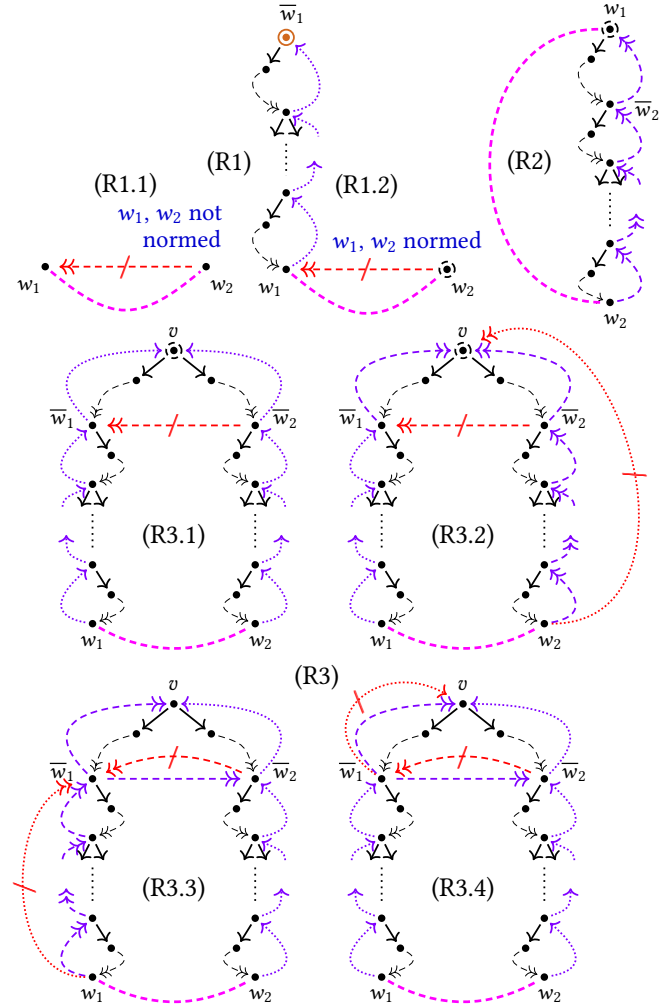 w̅₁
w₁
w̅₂
(R1)
(R2)
(R1.1)
(R1.2)
w₁, w₂ not
normed
w₁, w₂ normed
w₁
w₂
w₁
w₂
w₂
v
v
w̅₁
w̅₂
w̅₁
w̅₂
(R3.1)
(R3.2)
w₁
w₂
w₁
w₂
(R3)
v
v
w̅₁
w̅₂
w̅₁
w̅₂
(R3.3)
(R3.4)
w₁
w₂
w₁
w₂